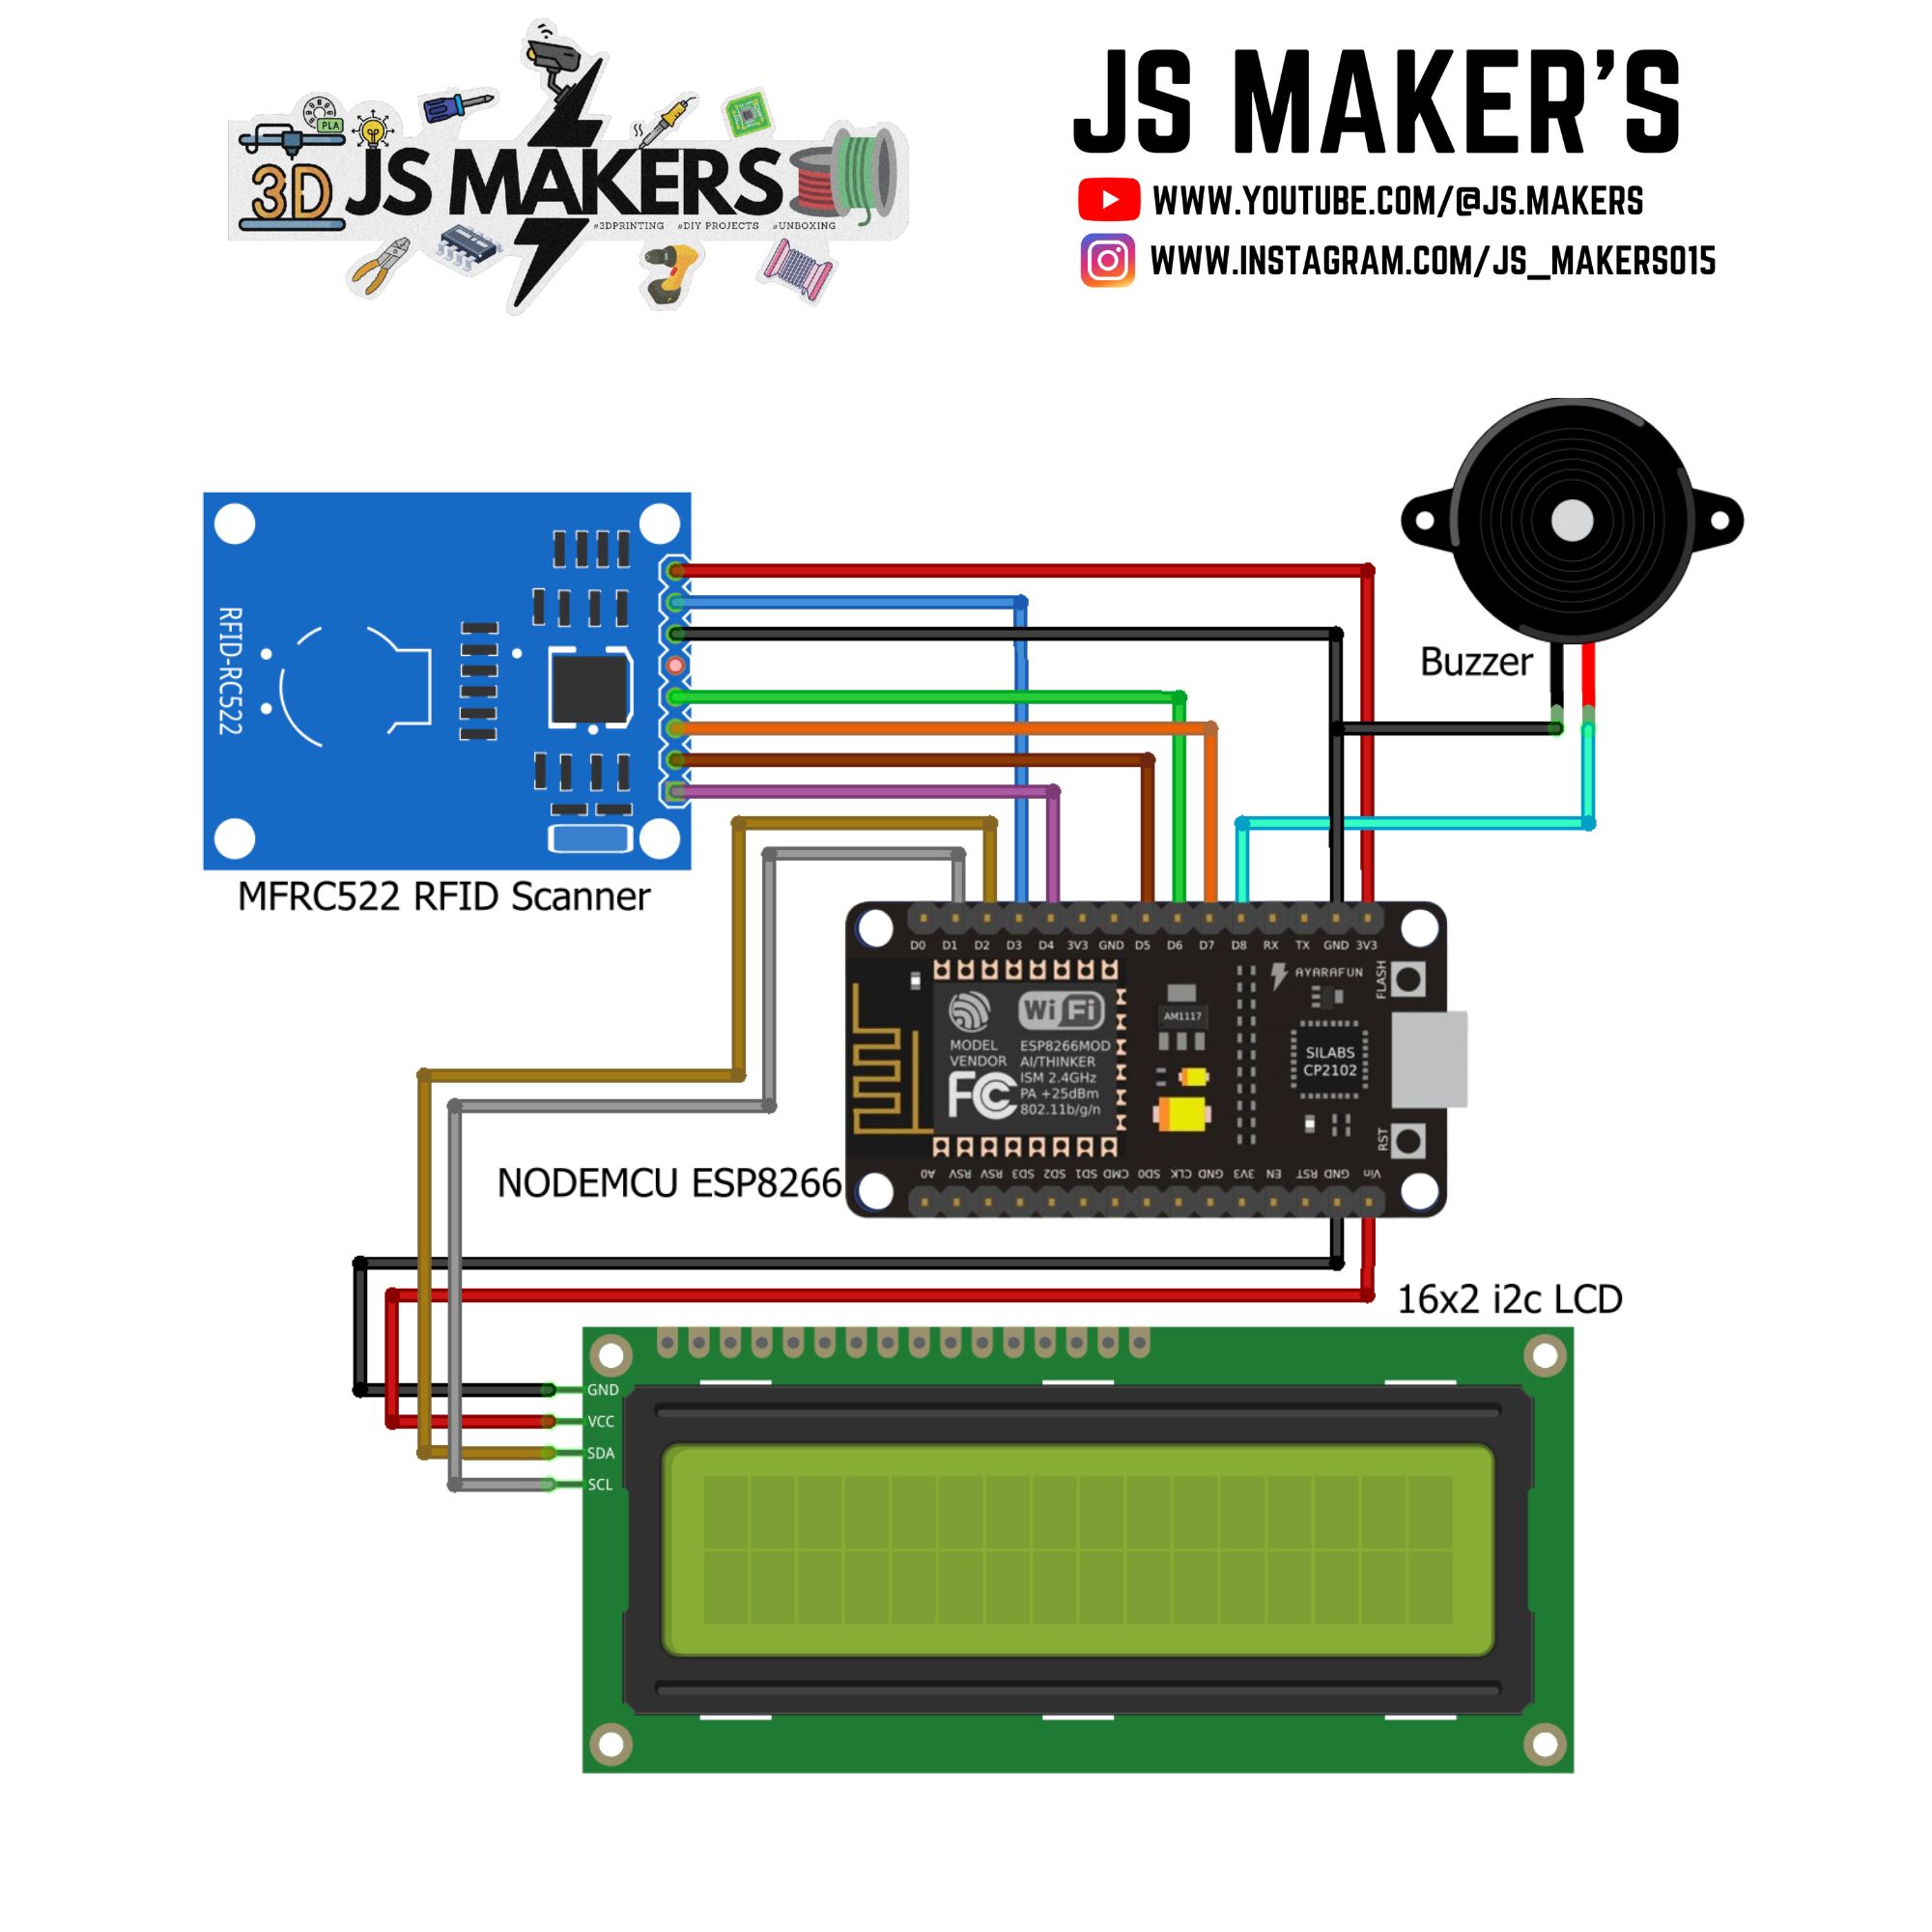 PLA
3D JS MAKERS
#3DPRINTING #DIY PROJECTS #UNBOXING
JS MAKER'S
WWW.YOUTUBE.COM/@JS.MAKERS
WWW.INSTAGRAM.COM/JS_MAKERS015
Buzzer
RFID-RC522
MFRC522 RFID Scanner
D0 D1 D2 D3 D4 3V3 GND D5 D6 D7 D8 RX TX GND 3V3
AYARAFUN
FLASH
WiFi
AM1117
MODEL ESP8266MOD
VENDOR AI/THINKER
ISM 2.4GHz
PA +25dBm
802.11b/g/n
FC
SILABS
CP2102
RST
A0 RSV RSV SD3 SD2 SD1 CMD SD0 CLK GND 3V3 EN RST GND Vin
NODEMCU ESP8266
16x2 i2c LCD
GND
VCC
SDA
SCL